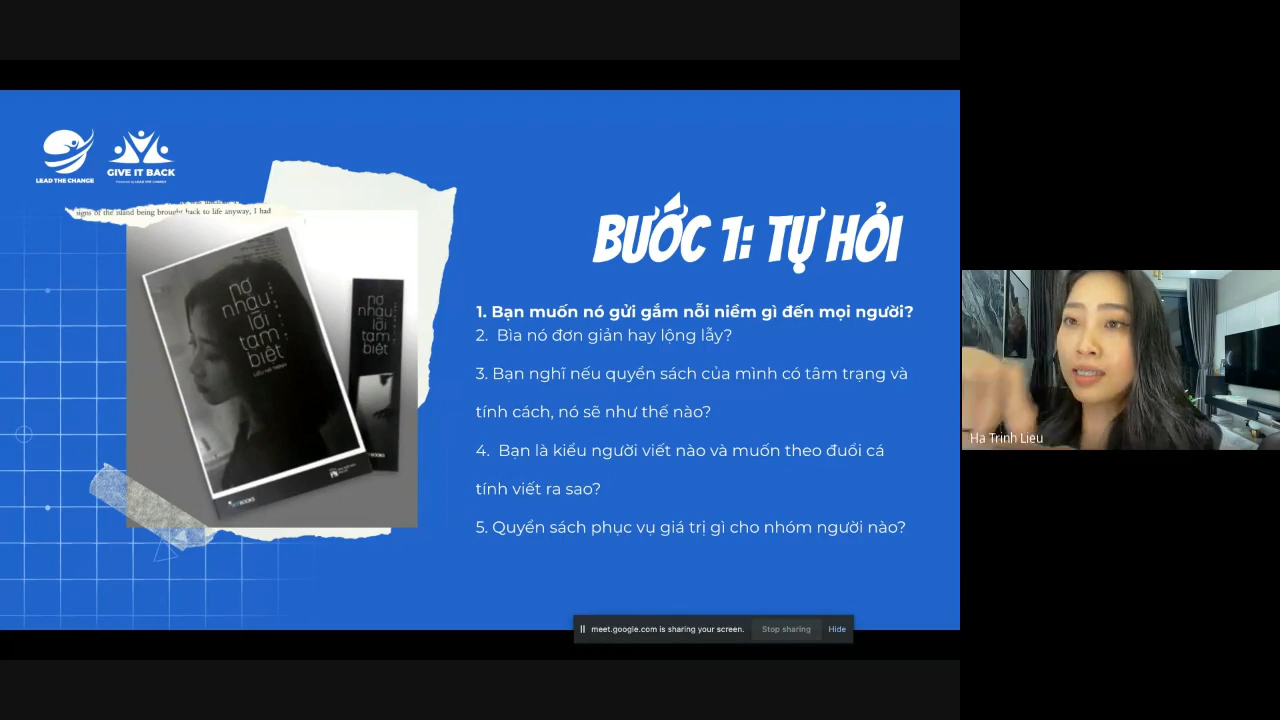 LEAD THE CHANGE
GIVE IT BACK
signs of the island being brought back to life anyway, I had
nợ
nhau
lời
tạm
biệt
LIÊU HÀ TRINH
nợ
nhau
lời
tạm
biệt
BƯỚC 1: TỰ HỎI
1. Bạn muốn nó gửi gắm nỗi niềm gì đến mọi người?
2. Bìa nó đơn giản hay lộng lẫy?
3. Bạn nghĩ nếu quyển sách của mình có tâm trạng và
tính cách, nó sẽ như thế nào?
4. Bạn là kiểu người viết nào và muốn theo đuổi cá
tính viết ra sao?
5. Quyển sách phục vụ giá trị gì cho nhóm người nào?
Ha Trinh Lieu
meet.google.com is sharing your screen.
Stop sharing
Hide